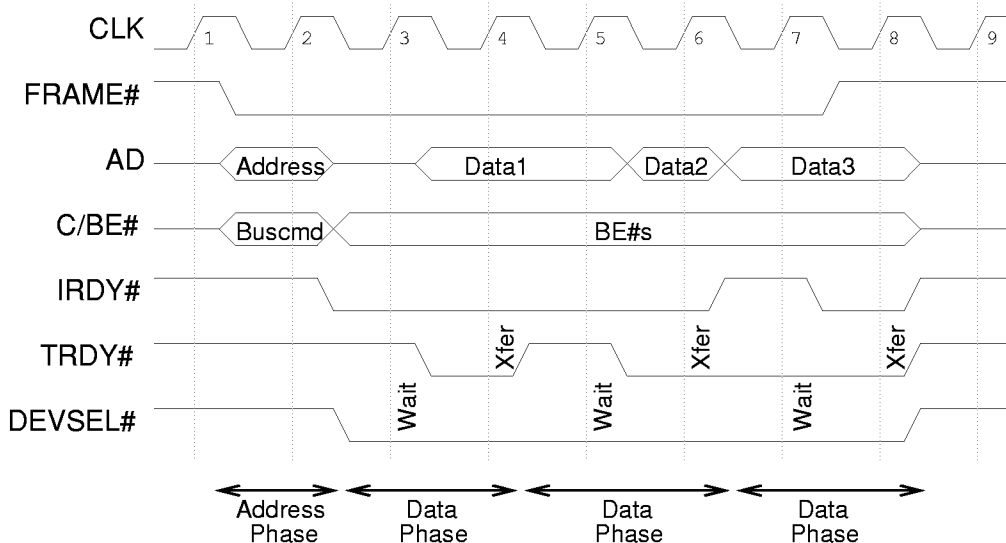 CLK 1 2 3 4 5 6 7 8 9
FRAME#
AD Address Data1 Data2 Data3
C/BE# Buscmd BE#s
IRDY#
TRDY# Xfer Xfer Xfer
Wait Wait Wait
DEVSEL#
Address Data Data Data
Phase Phase Phase Phase